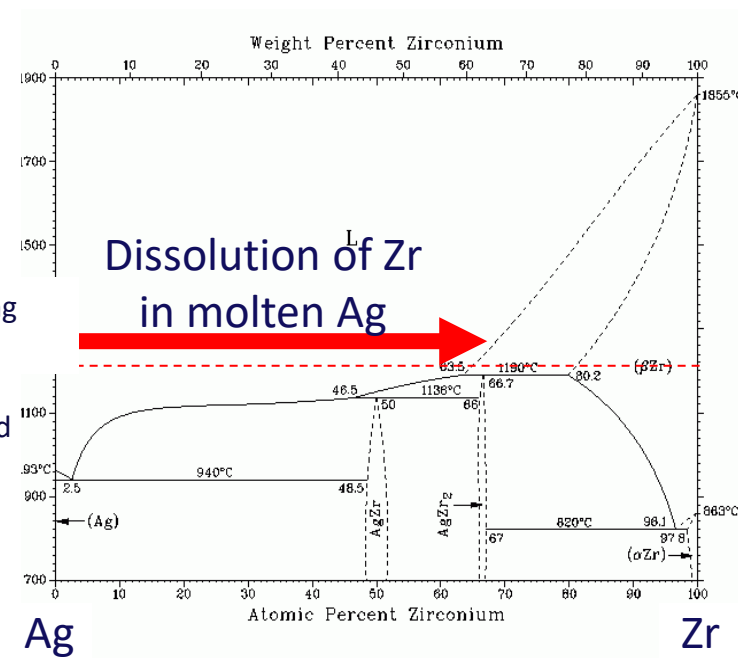 Weight Percent Zirconium
0 10 20 30 40 50 60 70 80 90 100
1900
1855°C
1700
1500
L
Dissolution of Zr
in molten Ag
g
63.5 1190°C (βZr)
66.7 80.2
46.5 1136°C
1100
50 66
d
.93°C
940°C
2.5 48.5
900
863°C
(Ag)
AgZr
AgZr2
820°C 96.1
67 97 8
(αZr)
700
0 10 20 30 40 50 60 70 80 90 100
Atomic Percent Zirconium
Ag Zr